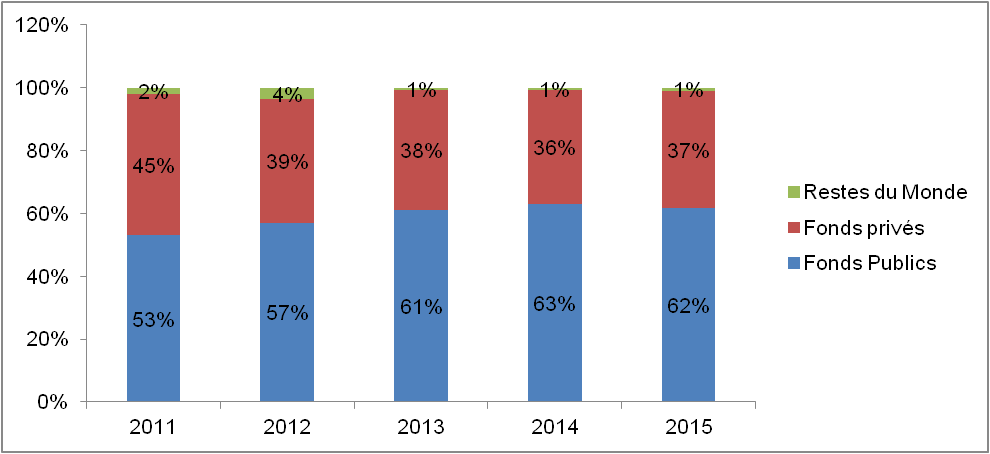 120%
100%
80%
60%
40%
20%
0%
2% 4% 1% 1% 1%
45% 39% 38% 36% 37%
53% 57% 61% 63% 62%
2011 2012 2013 2014 2015
Restes du Monde
Fonds privés
Fonds Publics